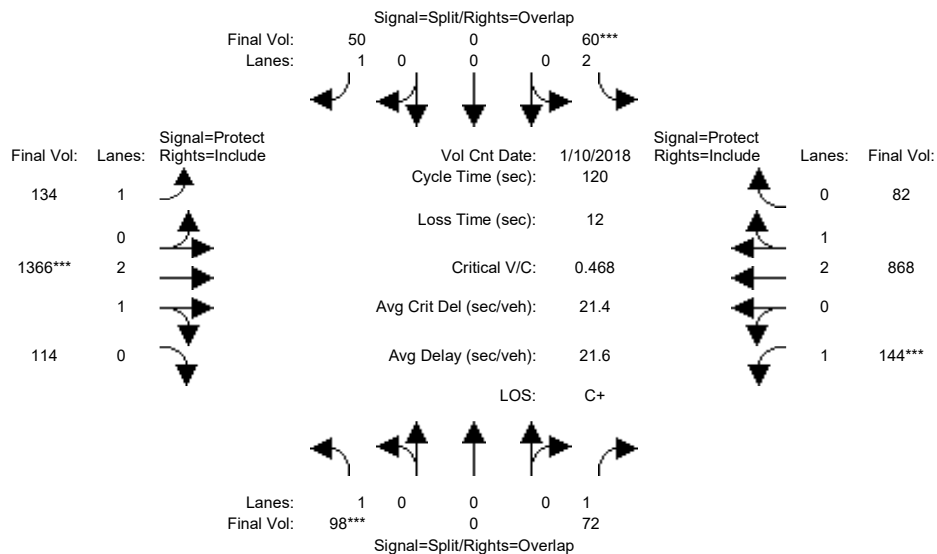 Signal=Split/Rights=Overlap
Final Vol: 50 0 60***
Lanes: 1 0 0 0 2
Signal=Protect Signal=Protect
Final Vol: Lanes: Rights=Include Vol Cnt Date: 1/10/2018 Rights=Include Lanes: Final Vol:
Cycle Time (sec): 120
134 1 0 82
Loss Time (sec): 12
0 1
1366*** 2 Critical V/C: 0.468 2 868
1 Avg Crit Del (sec/veh): 21.4 0
114 0 Avg Delay (sec/veh): 21.6 1 144***
LOS: C+
Lanes: 1 0 0 0 1
Final Vol: 98*** 0 72
Signal=Split/Rights=Overlap